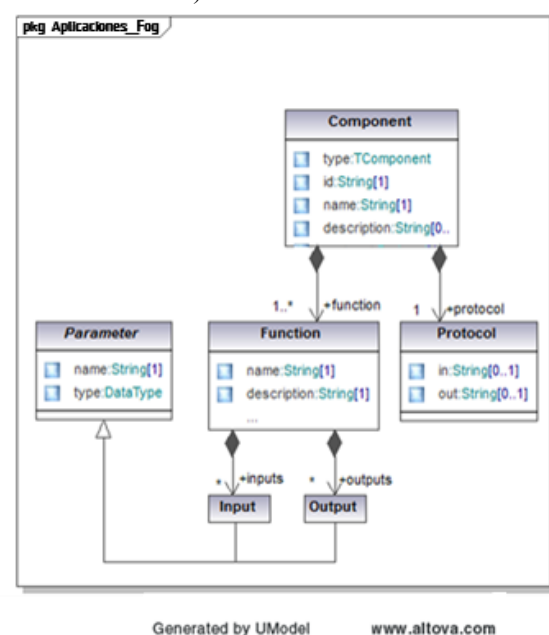 pkg Aplicaciones_Fog
Component
type:TComponent
id:String[1]
name:String[1]
description:String[0..
1..* +function
1 +protocol
Parameter
name:String[1]
type:DataType
Function
name:String[1]
description:String[1]
...
Protocol
in:String[0..1]
out:String[0..1]
* +inputs
* +outputs
Input
Output
Generated by UModel www.altova.com